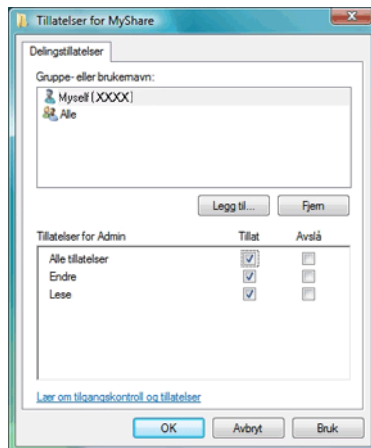 Tillatelser for MyShare
Delingstillatelser
Gruppe- eller brukernavn:
Myself (XXXX)
Alle
Legg til... Fjern
Tillatelser for Admin Tillat Avslå
Alle tillatelser
Endre
Lese
Lær om tilgangskontroll og tillatelser
OK Avbryt Bruk